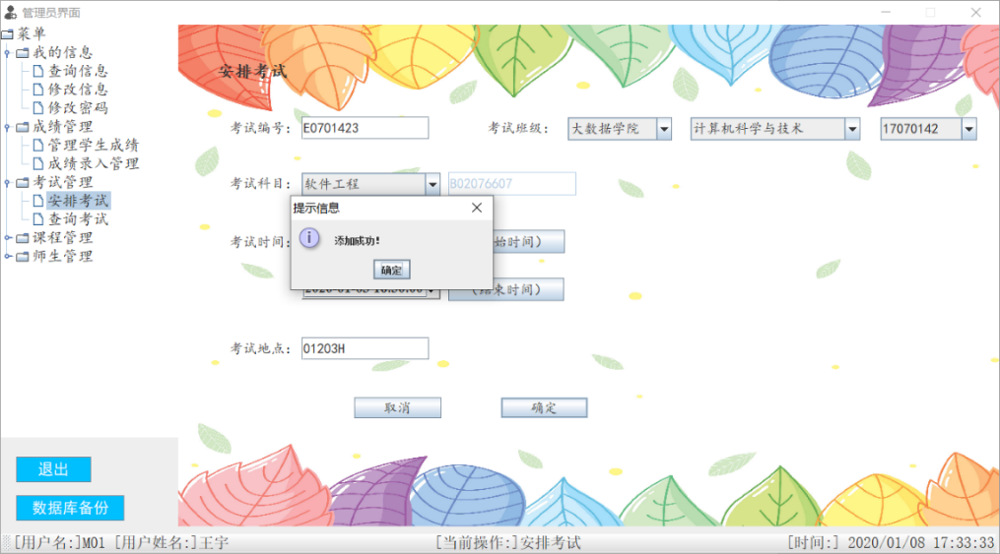 管理员界面
菜单
我的信息
查询信息
修改信息
修改密码
成绩管理
管理学生成绩
成绩录入管理
考试管理
安排考试
查询考试
课程管理
师生管理
退出
数据库备份
安排考试
考试编号: E0701423 考试班级: 大数据学院 计算机科学与技术 17070142
考试科目: 软件工程 B02076607
提示信息
添加成功!
确定
考试时间: 始时间)
(结束时间)
考试地点: 01203H
取消 确定
[用户名:]M01 [用户姓名:]王宇 [当前操作:]安排考试 [时间:] 2020/01/08 17:33:33